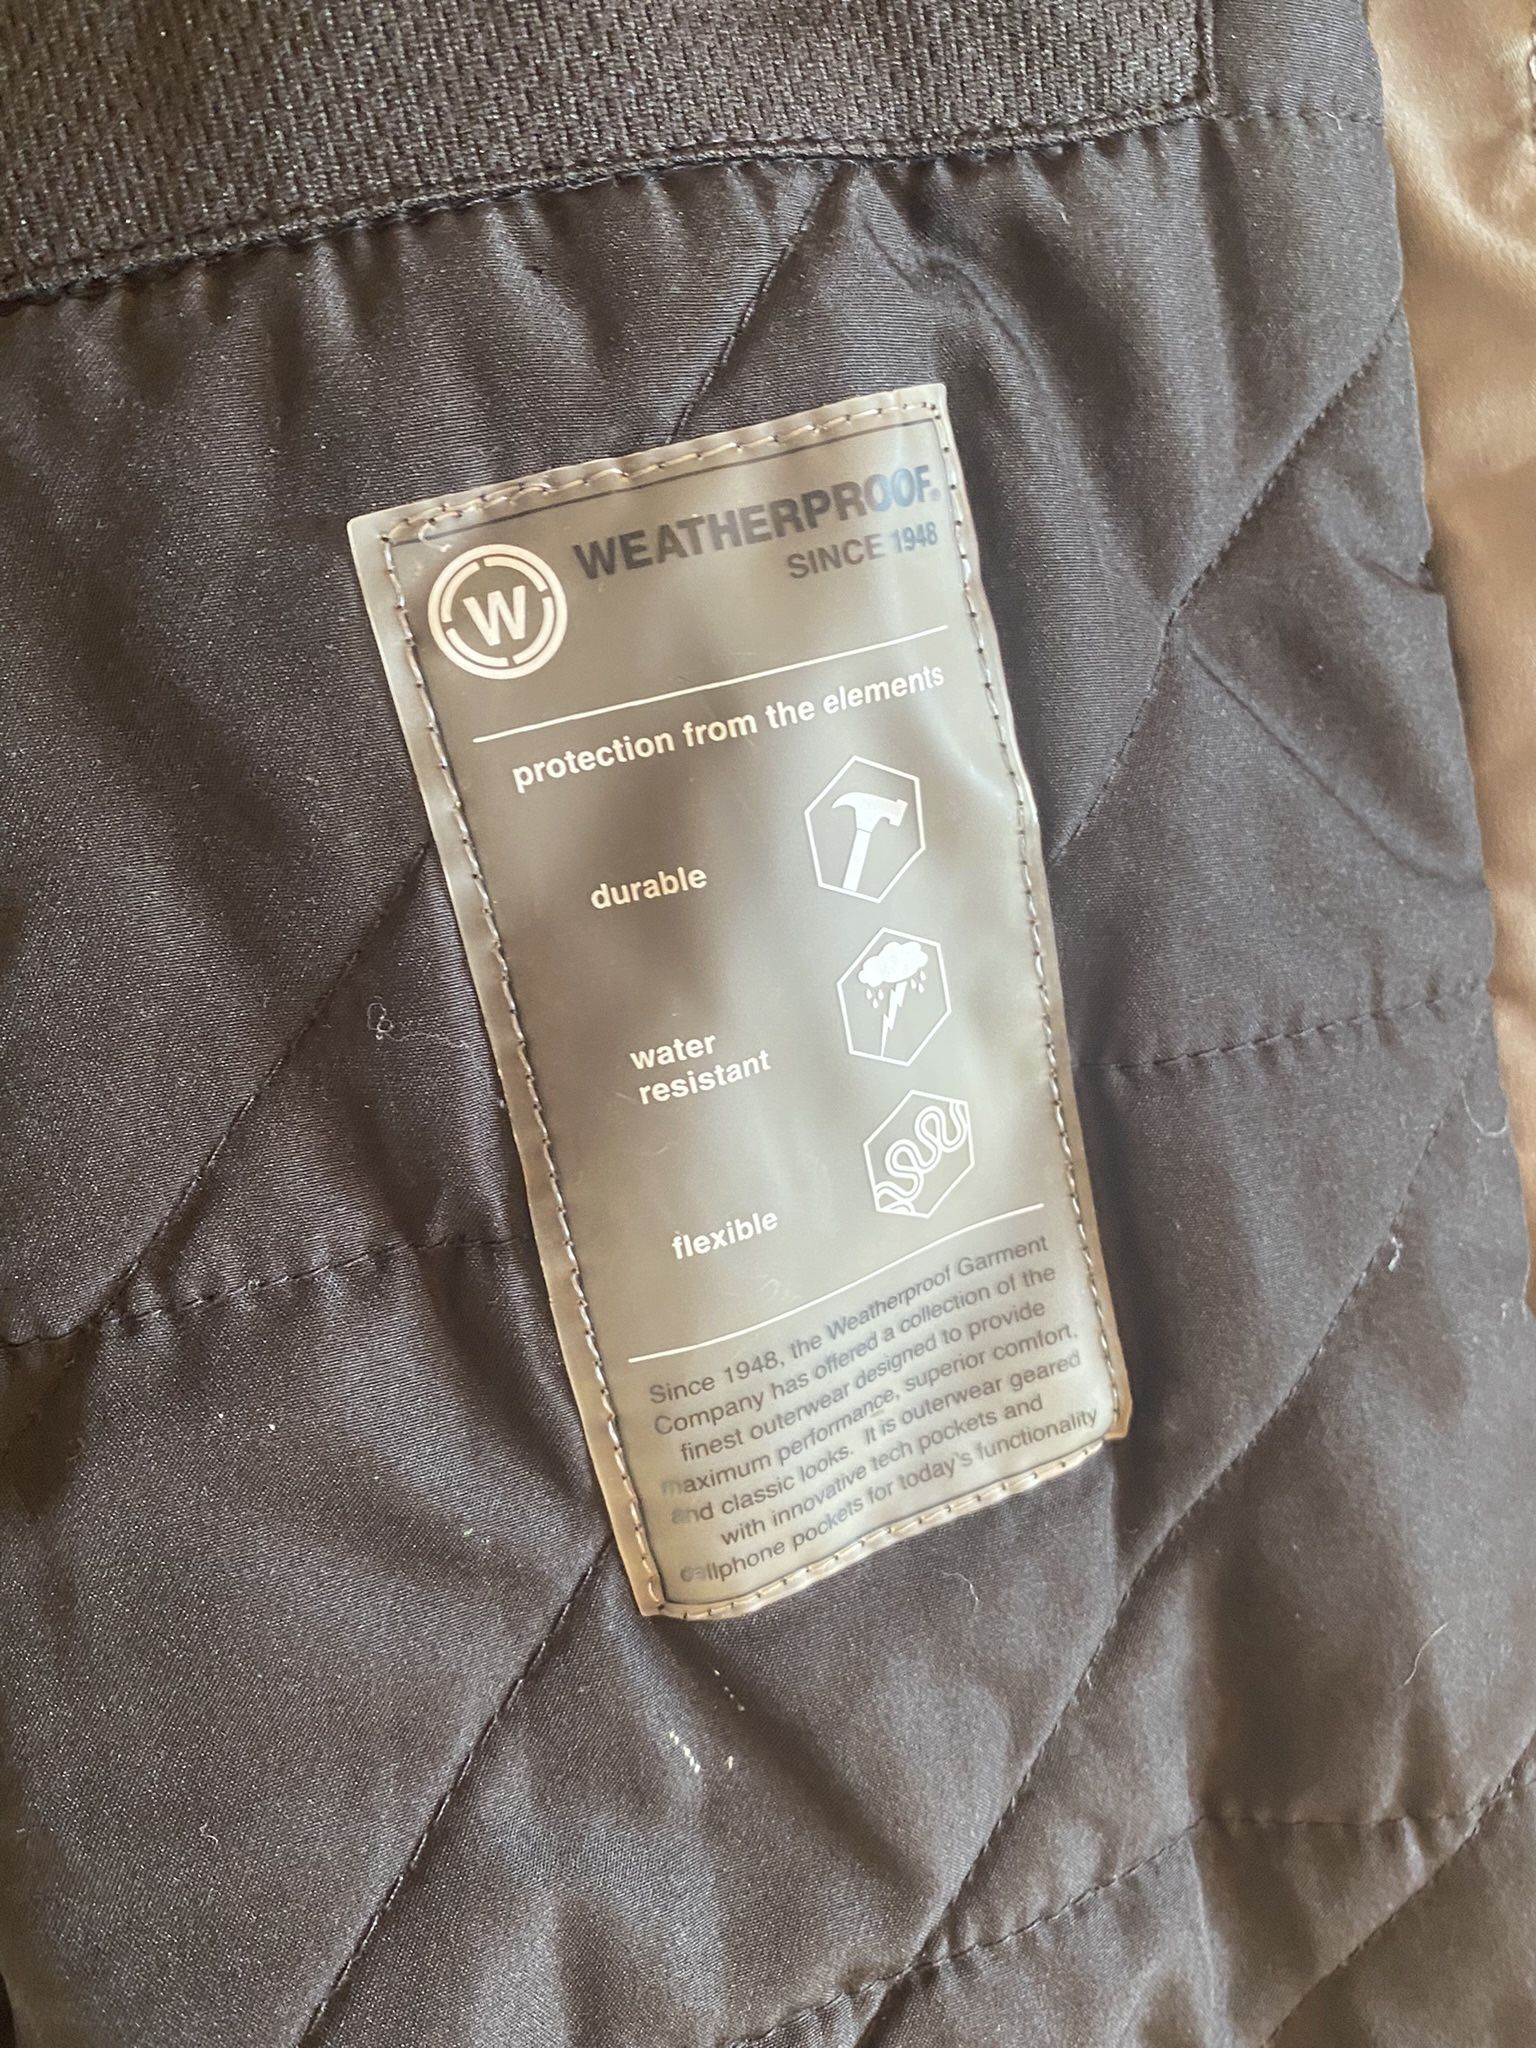 WEATHERPROOF®
SINCE 1948
W
protection from the elements
durable
water
resistant
flexible
Since 1948, the Weatherproof Garment
Company has offered a collection of the
finest outerwear designed to provide
maximum performance, superior comfort,
and classic looks. It is outerwear geared
with innovative tech pockets and
cellphone pockets for today's functionality